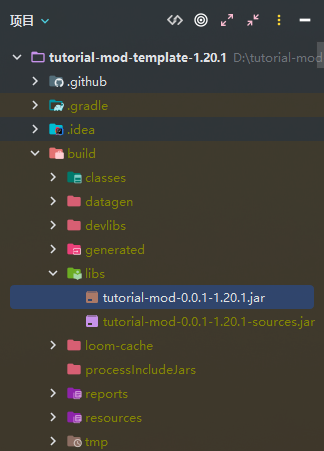 项目
tutorial-mod-template-1.20.1 D:\tutorial-mod
.github
.gradle
.idea
build
classes
datagen
devlibs
generated
libs
tutorial-mod-0.0.1-1.20.1.jar
tutorial-mod-0.0.1-1.20.1-sources.jar
loom-cache
processIncludeJars
reports
resources
tmp